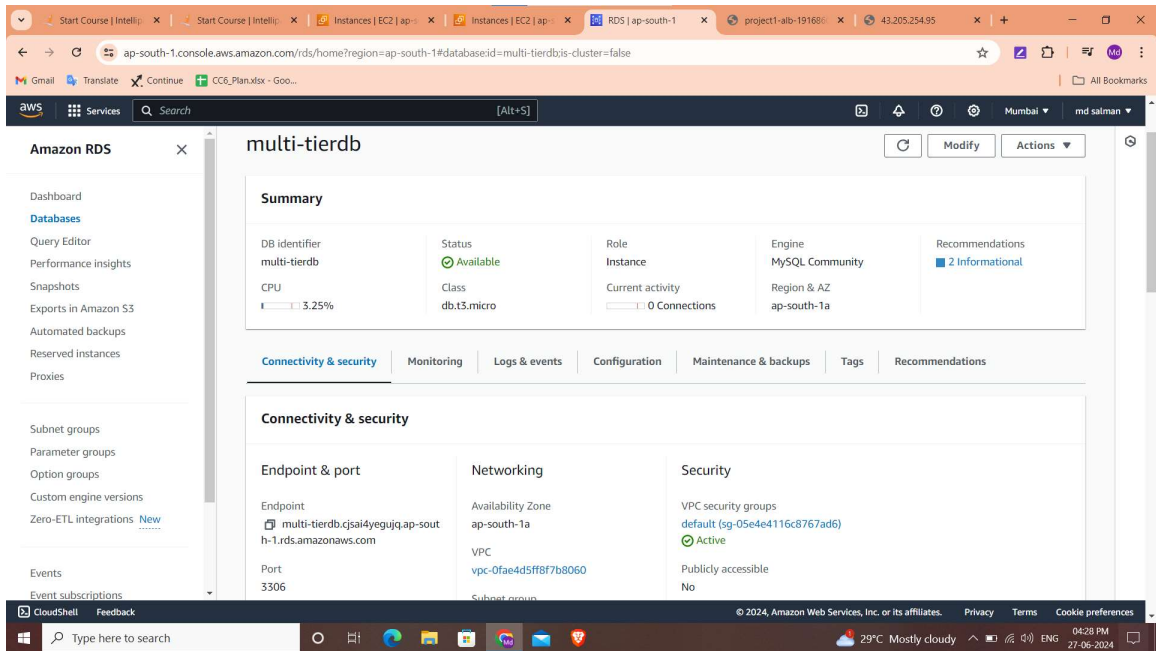 Start Course | Intellip
Start Course | Intellip
Instances | EC2 | ap-s
Instances | EC2 | ap-s
RDS | ap-south-1
project1-alb-191686
43.205.254.95
ap-south-1.console.aws.amazon.com/rds/home?region=ap-south-1#database:id=multi-tierdb;is-cluster=false
Md
Gmail
Translate
Continue
CC6_Plan.xlsx - Goo...
All Bookmarks
aws
Services
Search
[Alt+S]
Mumbai ▼
md salman ▼
Amazon RDS
Dashboard
Databases
Query Editor
Performance insights
Snapshots
Exports in Amazon S3
Automated backups
Reserved instances
Proxies
Subnet groups
Parameter groups
Option groups
Custom engine versions
Zero-ETL integrations New
Events
Event subscriptions
multi-tierdb
Modify
Actions ▼
Summary
DB identifier
multi-tierdb
Status
Available
Role
Instance
Engine
MySQL Community
Recommendations
2 Informational
CPU
3.25%
Class
db.t3.micro
Current activity
0 Connections
Region & AZ
ap-south-1a
Connectivity & security
Monitoring
Logs & events
Configuration
Maintenance & backups
Tags
Recommendations
Connectivity & security
Endpoint & port
Endpoint
multi-tierdb.cjsai4yegujq.ap-sout
h-1.rds.amazonaws.com
Port
3306
Networking
Availability Zone
ap-south-1a
VPC
vpc-0fae4d5ff8f7b8060
Subnet group
Security
VPC security groups
default (sg-05e4e4116c8767ad6)
Active
Publicly accessible
No
CloudShell
Feedback
© 2024, Amazon Web Services, Inc. or its affiliates.
Privacy
Terms
Cookie preferences
Type here to search
29°C Mostly cloudy
ENG
04:28 PM
27-06-2024